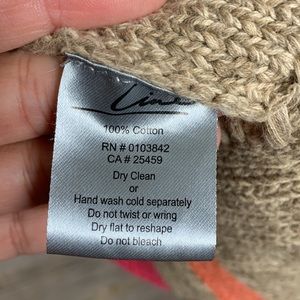 Line
100% Cotton
RN # 0103842
CA # 25459
Dry Clean
or
Hand wash cold separately
Do not twist or wring
Dry flat to reshape
Do not bleach